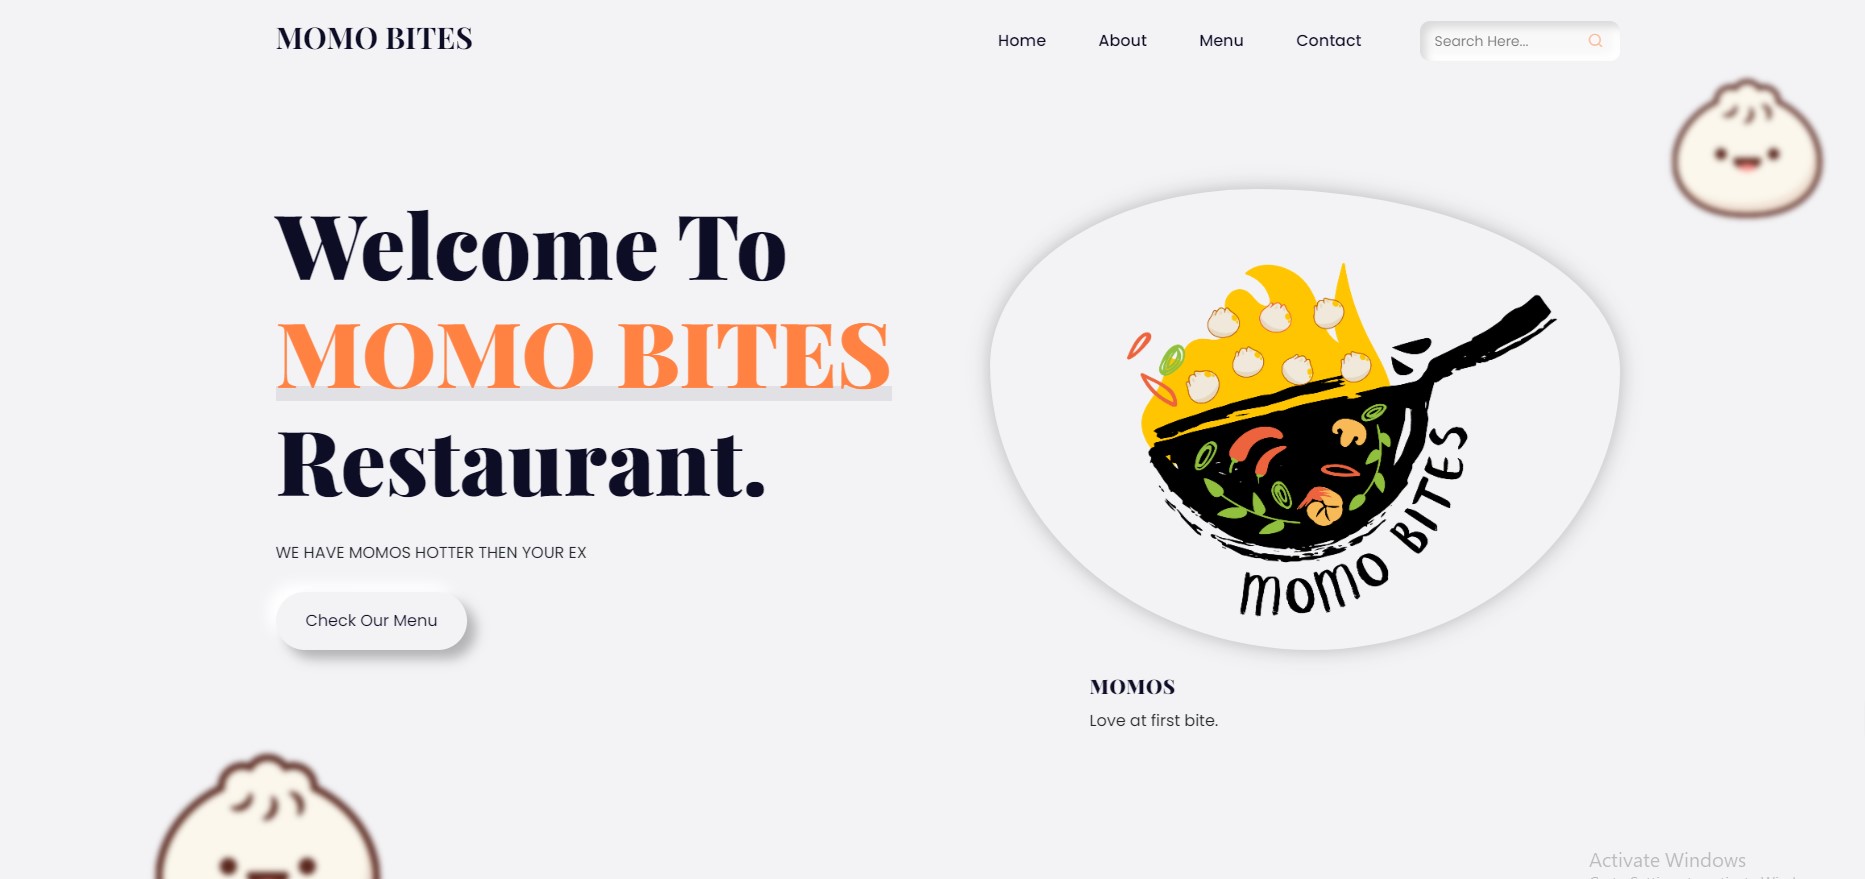 MOMO BITES
Home
About
Menu
Contact
Search Here...
Welcome To
MOMO BITES
Restaurant.
WE HAVE MOMOS HOTTER THEN YOUR EX
Check Our Menu
MOMO BITES
MOMOS
Love at first bite.
Activate Windows